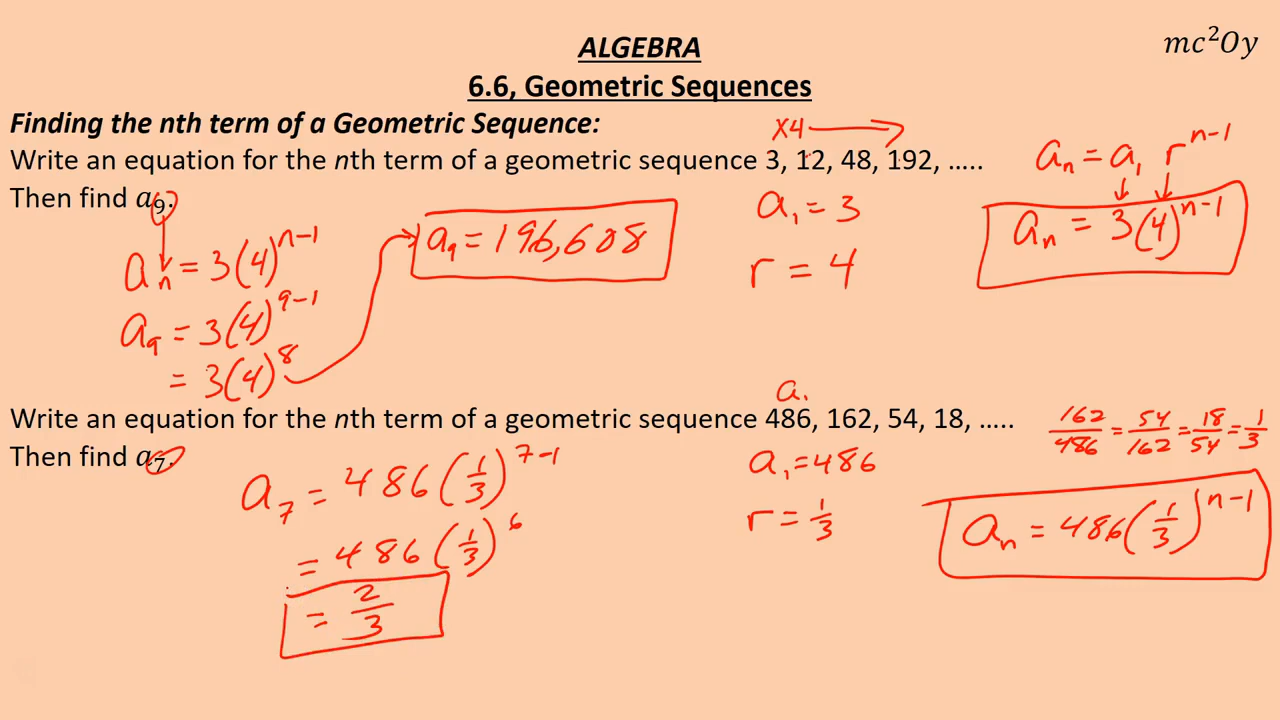 ALGEBRA
mc²0y
6.6, Geometric Sequences
Finding the nth term of a Geometric Sequence:
x4
Write an equation for the nth term of a geometric sequence 3, 12, 48, 192, .....
Then find a₉.
aₙ = a₁ rⁿ⁻¹
a₁ = 3
r = 4
aₙ = 3(4)ⁿ⁻¹
aₙ = 3(4)ⁿ⁻¹
a₉ = 3(4)⁹⁻¹
= 3(4)⁸
a₉ = 196,608
a₁
Write an equation for the nth term of a geometric sequence 486, 162, 54, 18, .....
Then find a₇.
162/486 = 54/162 = 18/54 = 1/3
a₁ = 486
r = 1/3
aₙ = 486(1/3)ⁿ⁻¹
a₇ = 486(1/3)⁷⁻¹
= 486(1/3)⁶
= 2/3